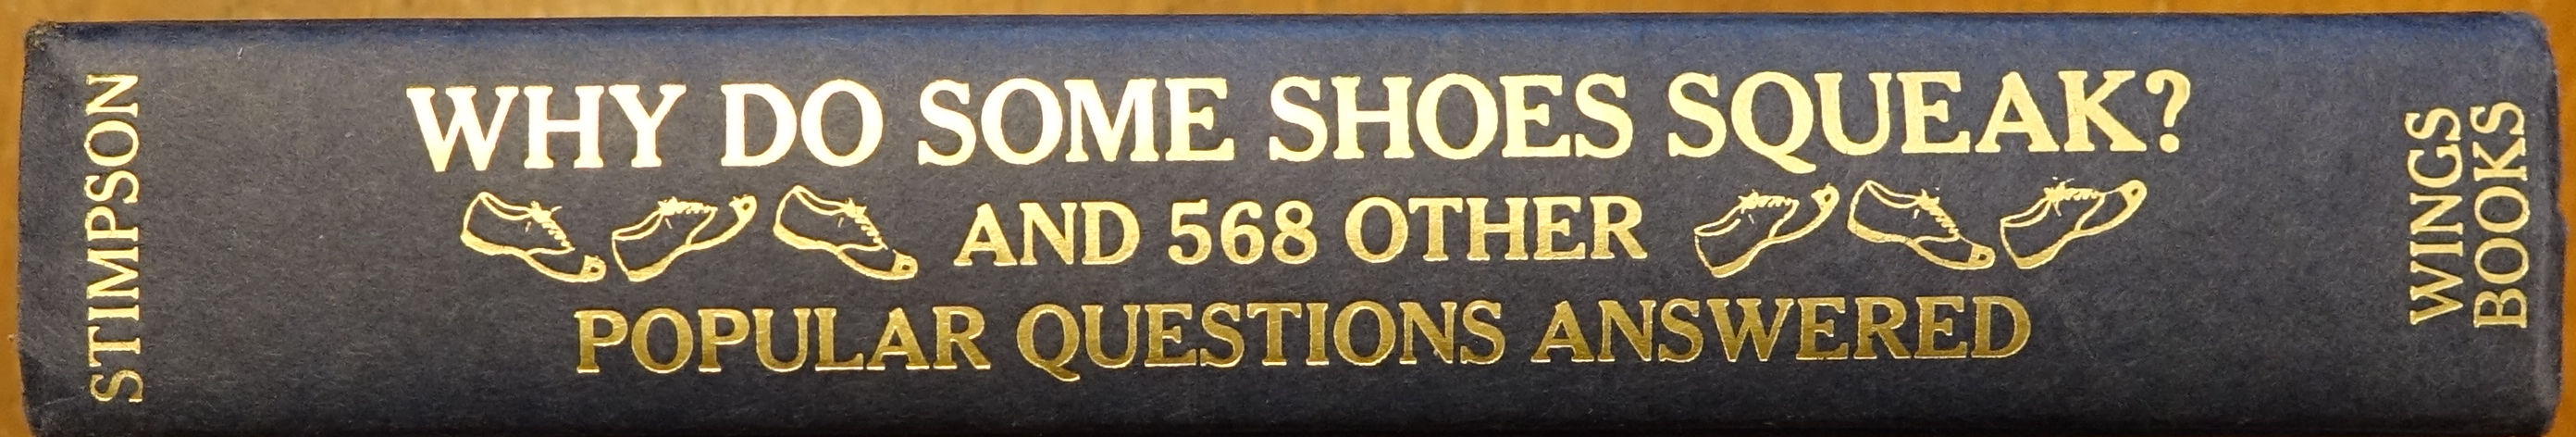 STIMPSON
WHY DO SOME SHOES SQUEAK?
AND 568 OTHER
POPULAR QUESTIONS ANSWERED
WINGS
BOOKS